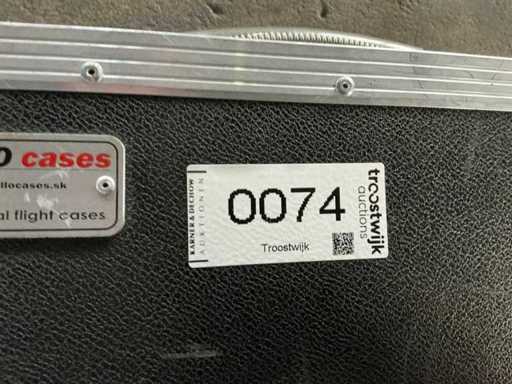 cases
llocases.sk
al flight cases
KARNER & DECHOW
AUKTIONEN
0074
Troostwijk
troostwijk
auctions